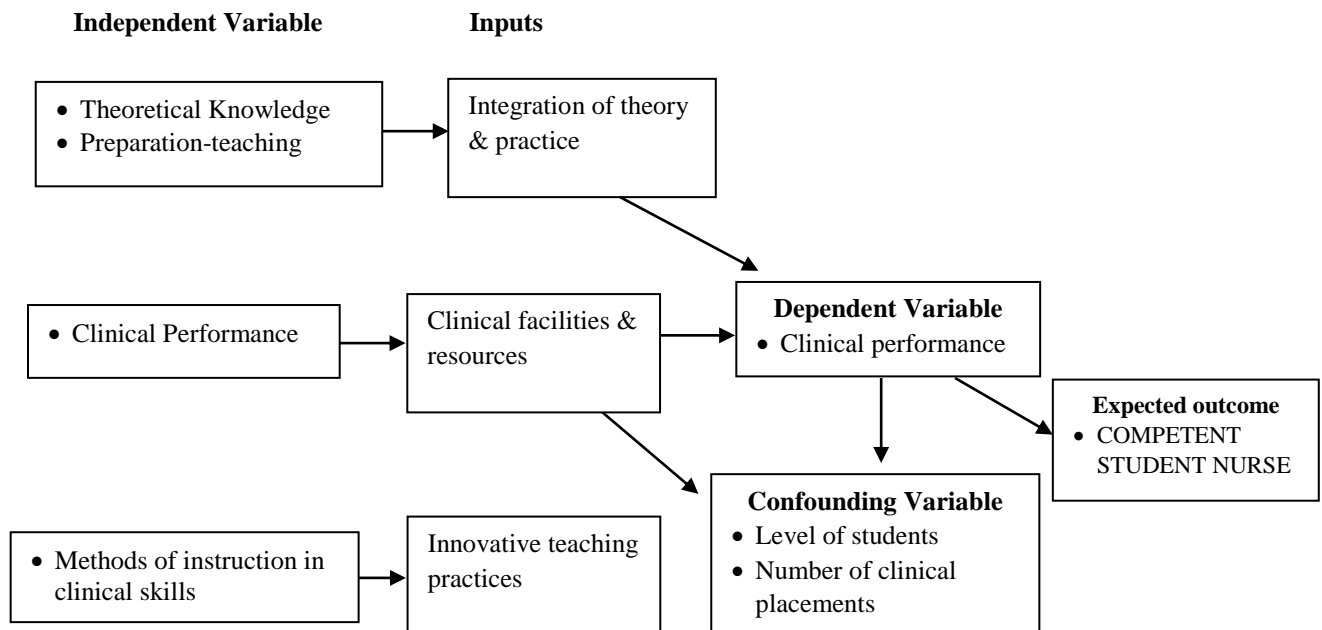 Independent Variable
Inputs
• Theoretical Knowledge
• Preparation-teaching
Integration of theory
& practice
• Clinical Performance
Clinical facilities &
resources
Dependent Variable
• Clinical performance
Expected outcome
• COMPETENT
STUDENT NURSE
Confounding Variable
• Level of students
• Number of clinical
placements
• Methods of instruction in
clinical skills
Innovative teaching
practices